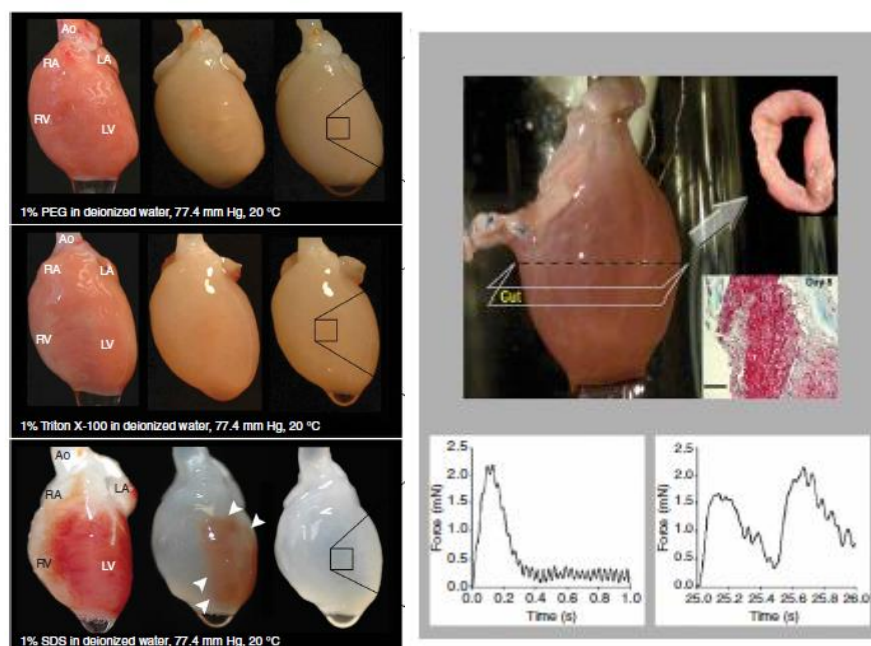 Ao
RA
LA
RV
LV
1% PEG in deionized water, 77.4 mm Hg, 20 °C
Ao
RA
LA
RV
LV
1% Triton X-100 in deionized water, 77.4 mm Hg, 20 °C
Ao
RA
LA
RV
LV
1% SDS in deionized water, 77.4 mm Hg, 20 °C
Cut
Day 8
2.5
2.0
1.5
1.0
0.5
0.0
Force (mN)
0.0 0.2 0.4 0.6 0.8 1.0
Time (s)
2.5
2.0
1.5
1.0
0.5
0.0
Force (mN)
25.0 25.2 25.4 25.6 25.8 26.0
Time (s)